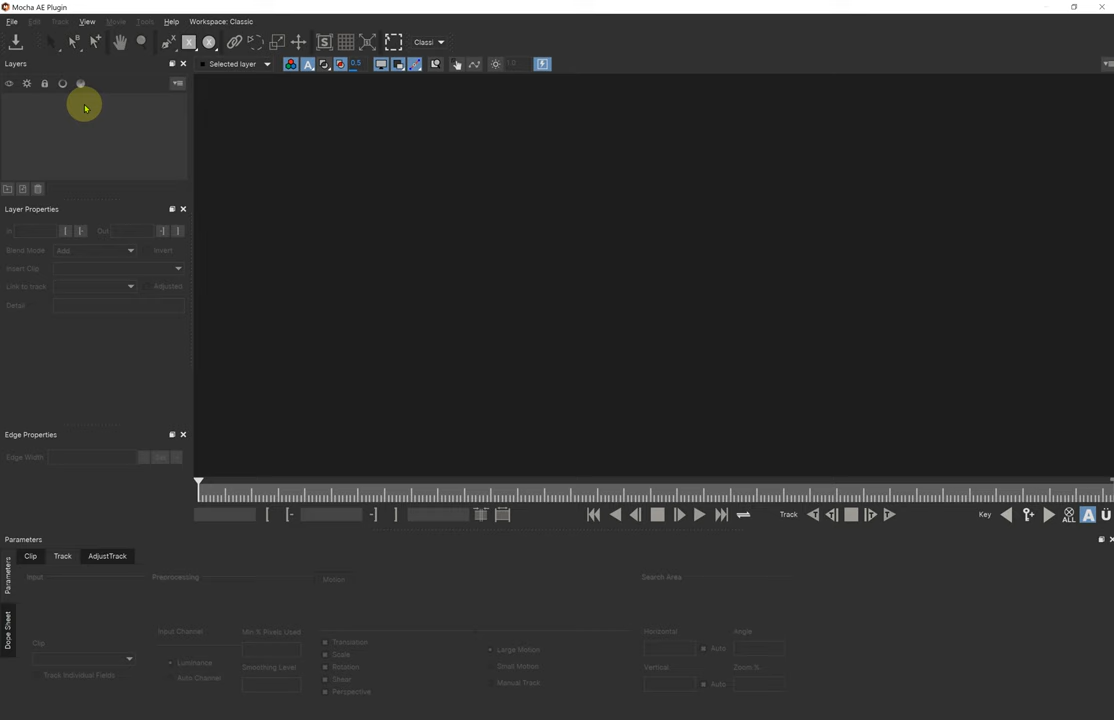 Mocha AE Plugin
File Edit Track View Movie Tools Help Workspace: Classic
Classi
Layers
Selected layer
0.5
1.0
Layer Properties
In Out
Blend Mode Add Invert
Insert Clip
Link to track Adjusted
Detail
Edge Properties
Edge Width Set
Track
Key
ALL
A
Ü
Parameters
Clip Track AdjustTrack
Parameters
Dope Sheet
Input Preprocessing Motion Search Area
Input Channel Min % Pixels Used Horizontal Angle
Clip
Translation
Large Motion
Auto
Luminance
Scale
Smoothing Level
Rotation
Small Motion
Vertical
Zoom S..
Track Individual Fields
Auto Channel
Shear
Manual Track
Auto
Perspective